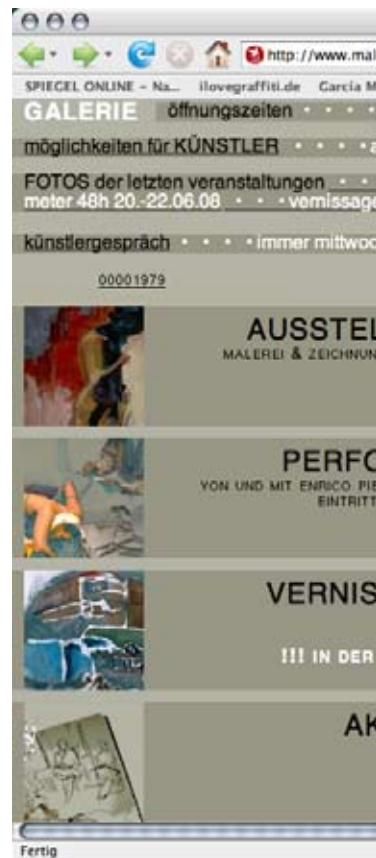 http://www.mal
SPIEGEL ONLINE – Na... ilovegraffiti.de Garcia M
GALERIE öffnungszeiten
möglichkeiten für KÜNSTLER a
FOTOS der letzten veranstaltungen
meter 48h 20.-22.06.08 vernissage
künstlergespräch immer mittwoc
00001979
AUSSTEL
MALEREI & ZEICHNUN
PERFO
VON UND MIT ENRICO PIE
EINTRITT
VERNIS
!!! IN DER
AK
Fertig